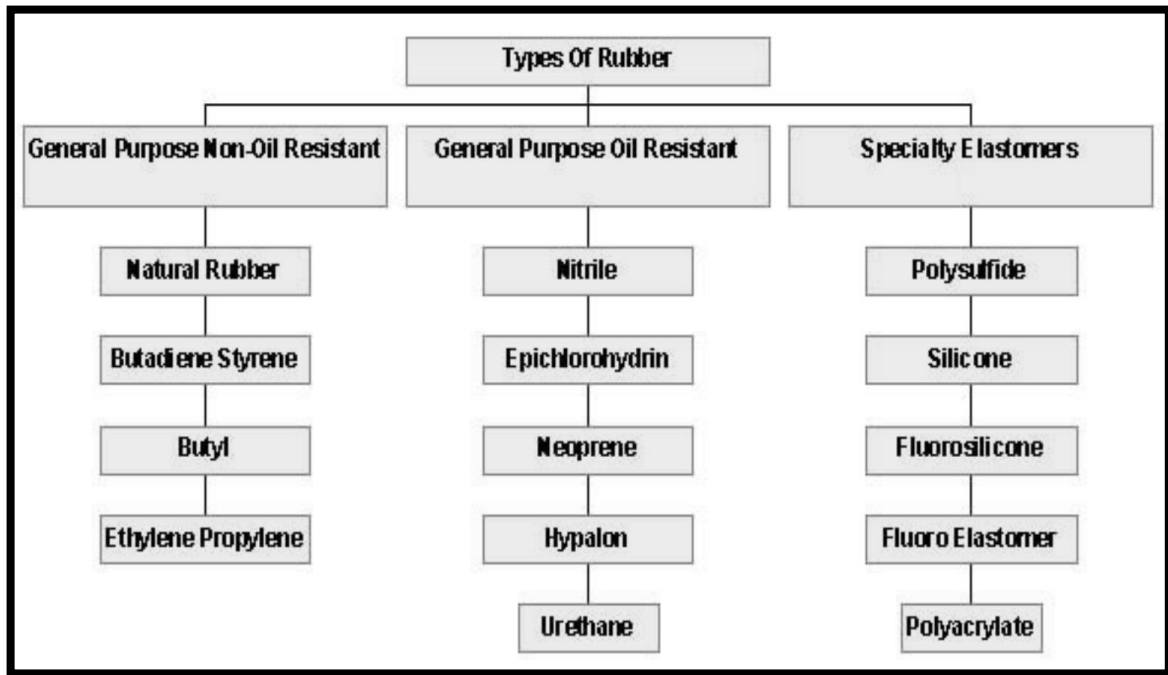 Types Of Rubber
General Purpose Non-Oil Resistant
General Purpose Oil Resistant
Specialty Elastomers
Natural Rubber
Nitrile
Polysulfide
Butadiene Styrene
Epichlorohydrin
Silicone
Butyl
Neoprene
Fluorosilicone
Ethylene Propylene
Hypalon
Fluoro Elastomer
Urethane
Polyacrylate